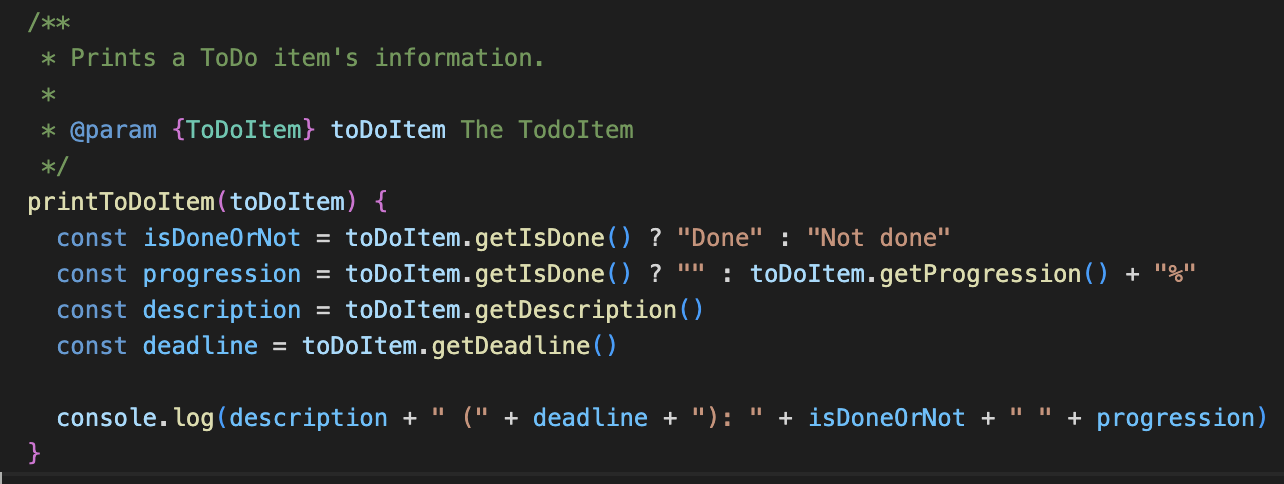 /**
 * Prints a ToDo item's information.
 *
 * @param {ToDoItem} toDoItem The TodoItem
 */
printToDoItem(toDoItem) {
  const isDoneOrNot = toDoItem.getIsDone() ? "Done" : "Not done"
  const progression = toDoItem.getIsDone() ? "" : toDoItem.getProgression() + "%"
  const description = toDoItem.getDescription()
  const deadline = toDoItem.getDeadline()

  console.log(description + " (" + deadline + "): " + isDoneOrNot + " " + progression)
}